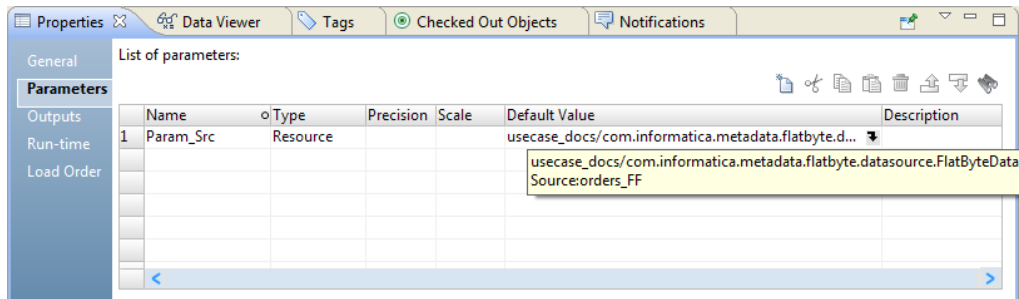 Properties Data Viewer Tags Checked Out Objects Notifications
General
Parameters
Outputs
Run-time
Load Order
List of parameters:
Name Type Precision Scale Default Value Description
1 Param_Src Resource usecase_docs/com.informatica.metadata.flatbyte.d...
usecase_docs/com.informatica.metadata.flatbyte.datasource.FlatByteData
Source:orders_FF